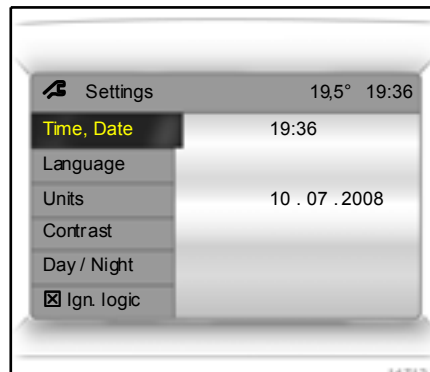 Settings 19,5° 19:36
Time, Date 19:36
Language
Units 10 . 07 . 2008
Contrast
Day / Night
Ign. logic